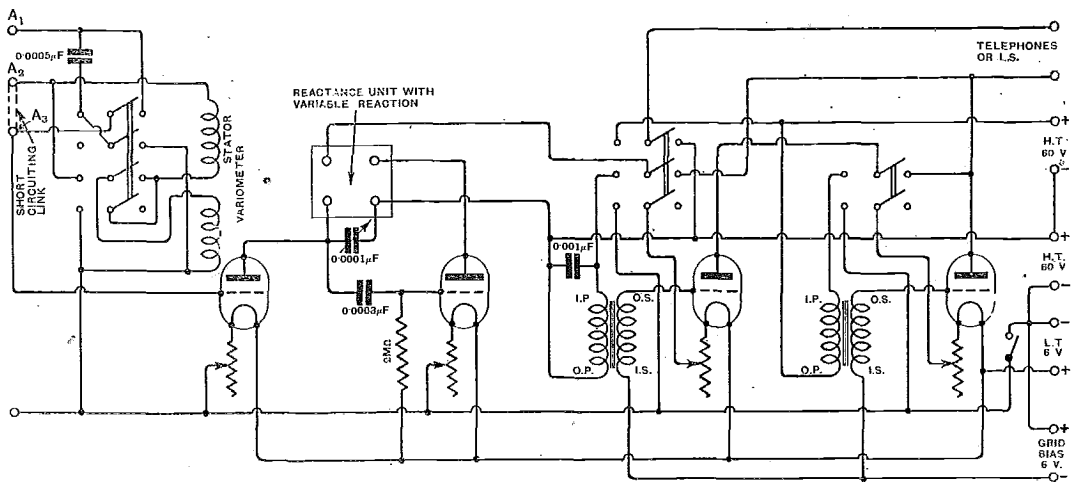 A1
0·0005µF
A2
A3
SHORT
CIRCUITING
LINK
STATOR
VARIOMETER
REACTANCE UNIT WITH
VARIABLE REACTION
0·0001µF
0·0003µF
2MΩ
0·001µF
I.P
O.S.
O.P.
I.S.
I.P.
O.S.
O.P.
I.S.
TELEPHONES
OR L.S.
+
H.T
60 V
−
+
H.T.
60 V
−
−
L.T
6 V
+
+
GRID
BIAS
6 V.
−